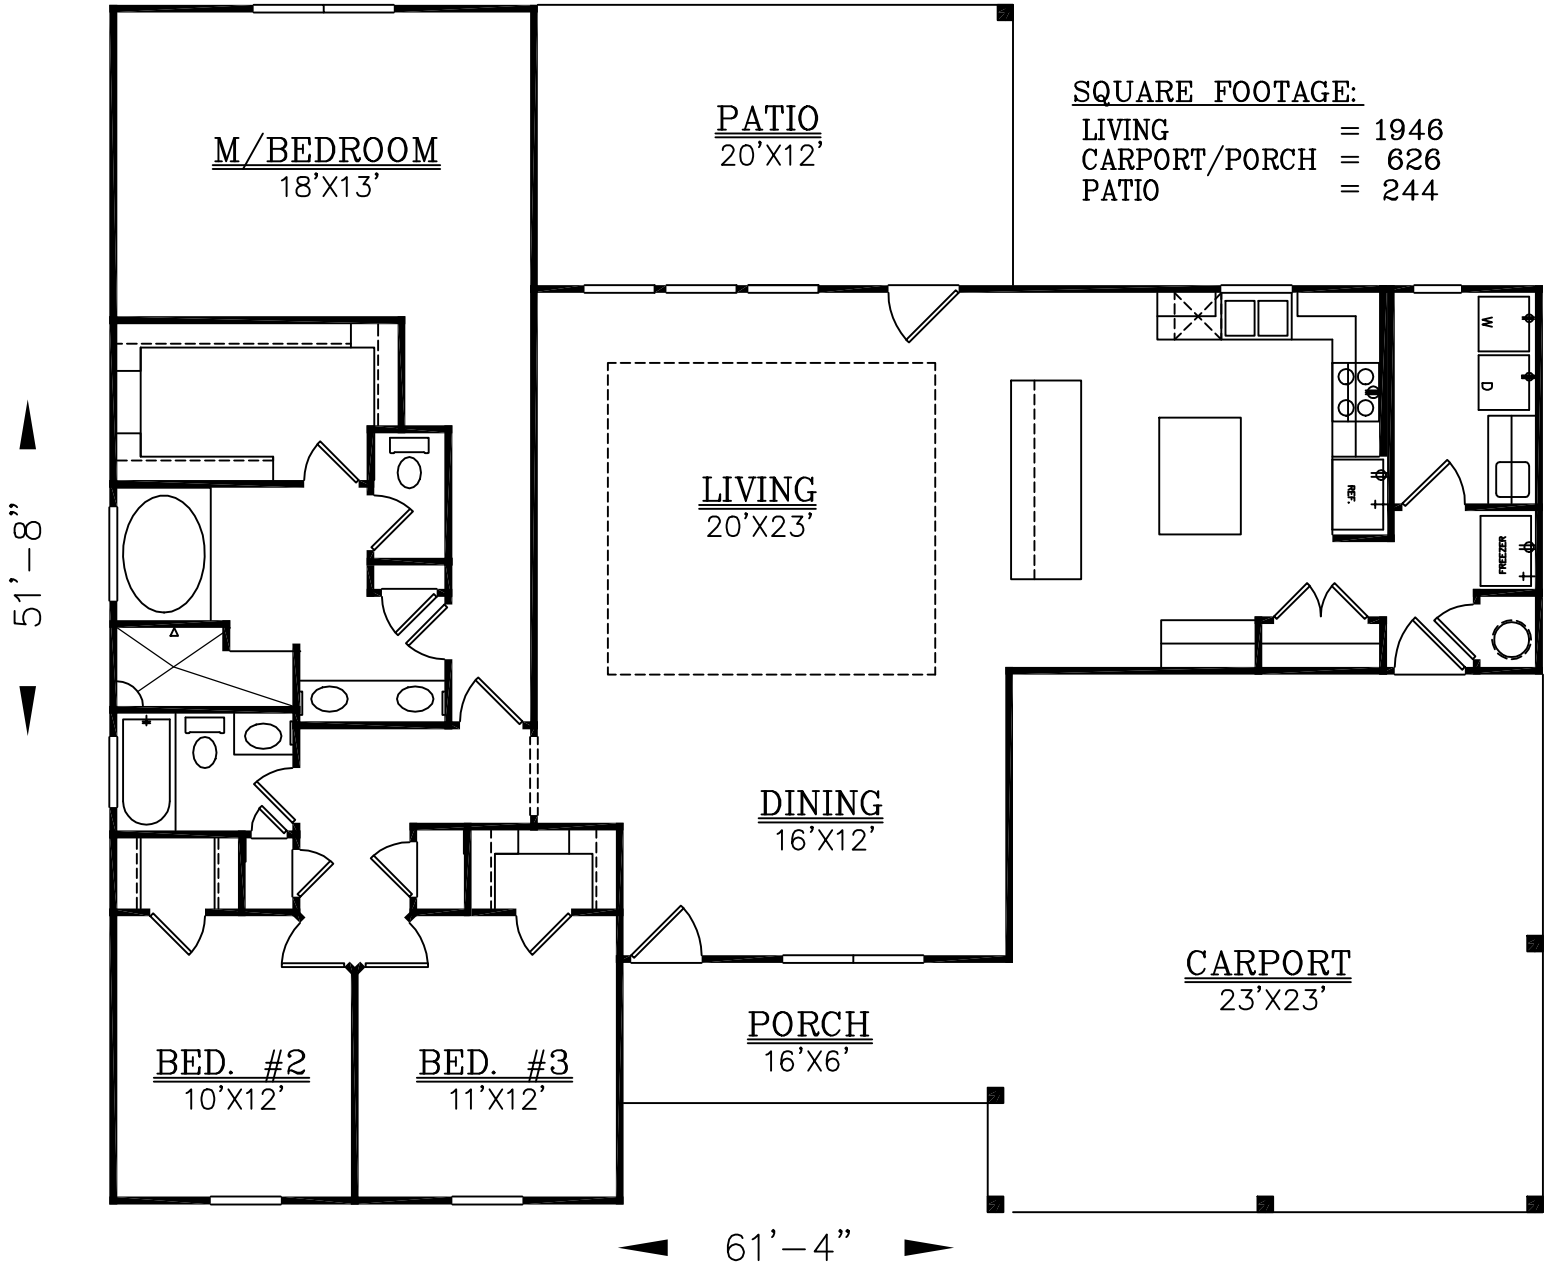 M/BEDROOM
18'X13'
PATIO
20'X12'
SQUARE FOOTAGE:
LIVING = 1946
CARPORT/PORCH = 626
PATIO = 244
W
D
LIVING
20'X23'
REF.
FREEZER
51'-8"
DINING
16'X12'
CARPORT
23'X23'
PORCH
16'X6'
BED. #2
10'X12'
BED. #3
11'X12'
61'-4"